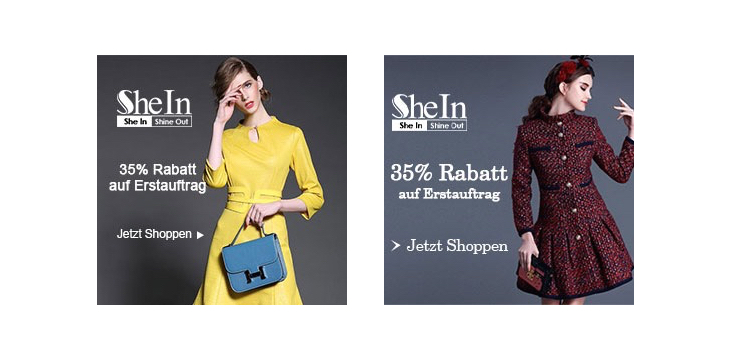 SheIn
She In Shine Out
35% Rabatt
auf Erstauftrag
Jetzt Shoppen
SheIn
She In Shine Out
35% Rabatt
auf Erstauftrag
Jetzt Shoppen